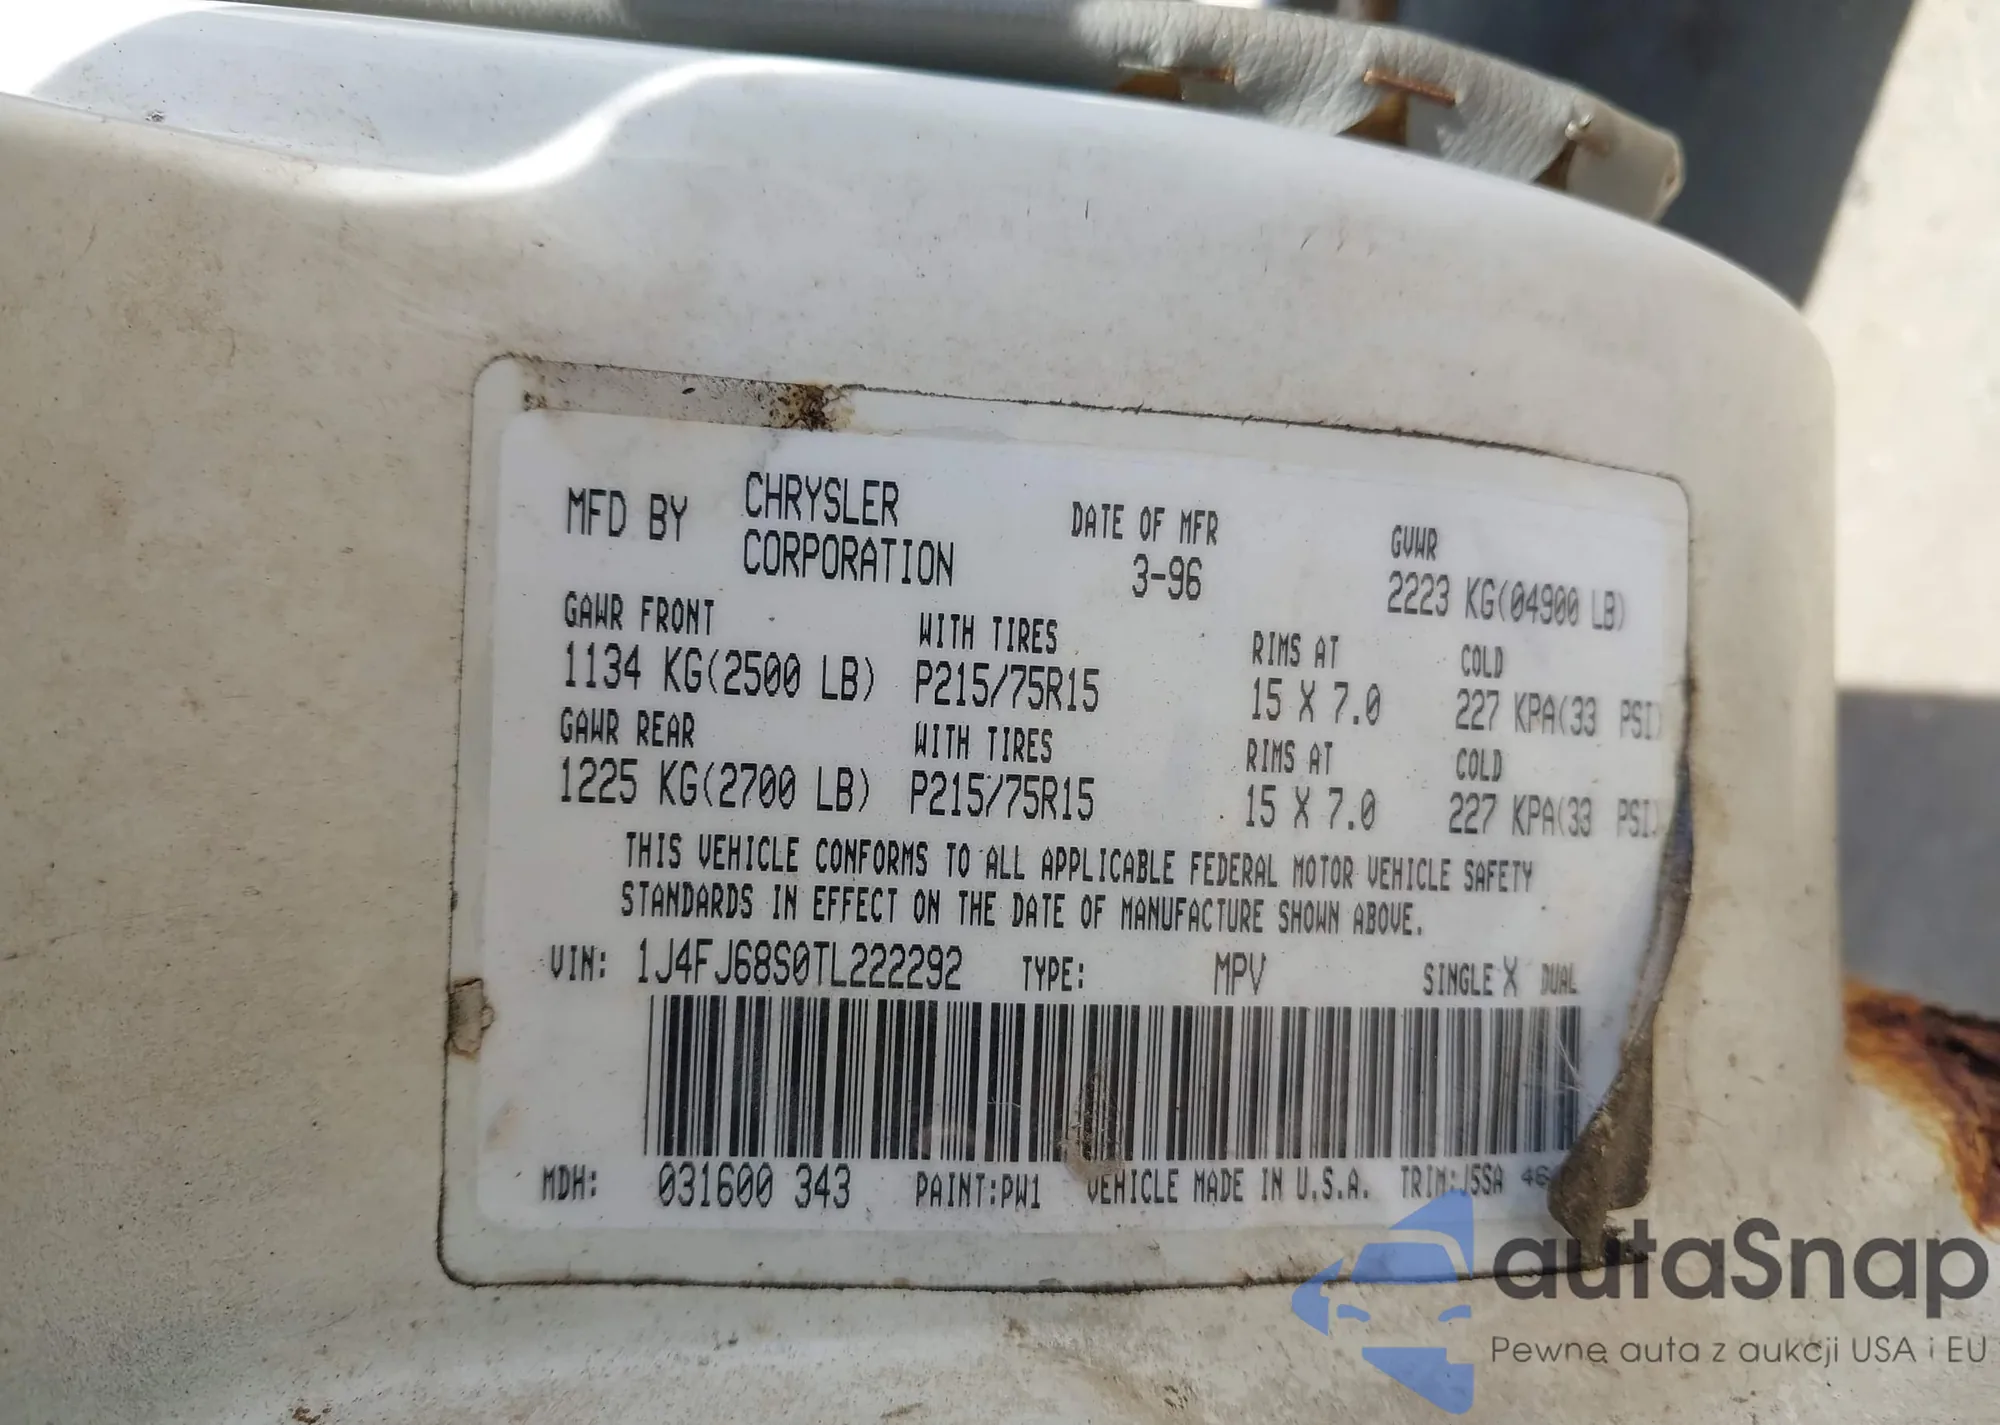 MFD BY CHRYSLER CORPORATION DATE OF MFR 3-96 GVWR 2223 KG(04900 LB)
GAWR FRONT WITH TIRES RIMS AT COLD
1134 KG(2500 LB) P215/75R15 15 X 7.0 227 KPA(33 PSI)
GAWR REAR WITH TIRES RIMS AT COLD
1225 KG(2700 LB) P215/75R15 15 X 7.0 227 KPA(33 PSI)
THIS VEHICLE CONFORMS TO ALL APPLICABLE FEDERAL MOTOR VEHICLE SAFETY
STANDARDS IN EFFECT ON THE DATE OF MANUFACTURE SHOWN ABOVE.
VIN: 1J4FJ68S0TL222292 TYPE: MPV SINGLE X DUAL
MDH: 031600 343 PAINT:PW1 VEHICLE MADE IN U.S.A. TRIM:J5SA
autaSnap
Pewne auta z aukcji USA i EU